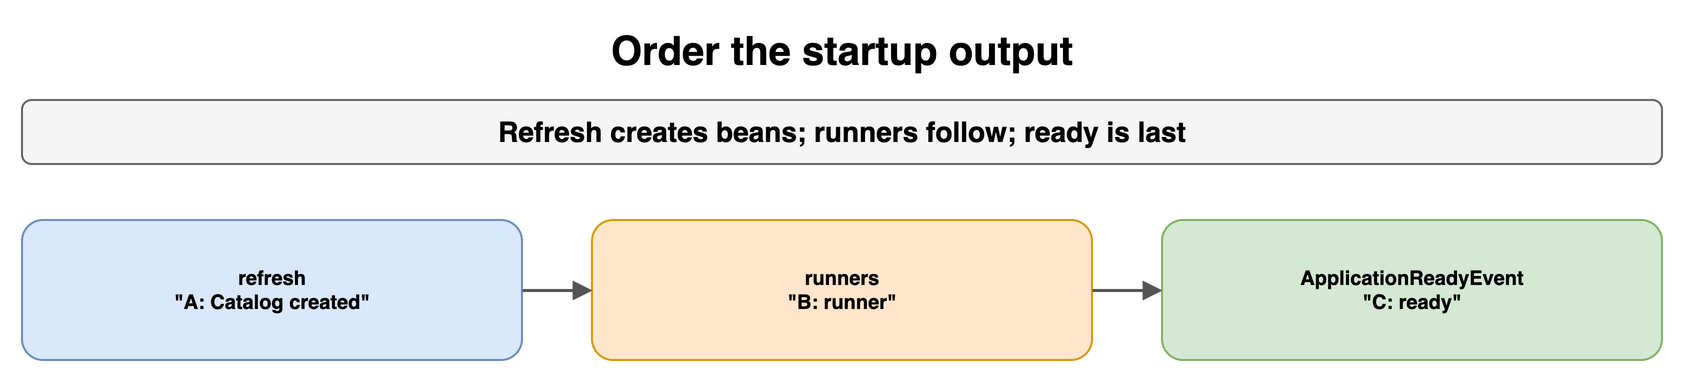 Order the startup output
Refresh creates beans; runners follow; ready is last
refresh
"A: Catalog created"
runners
"B: runner"
ApplicationReadyEvent
"C: ready"